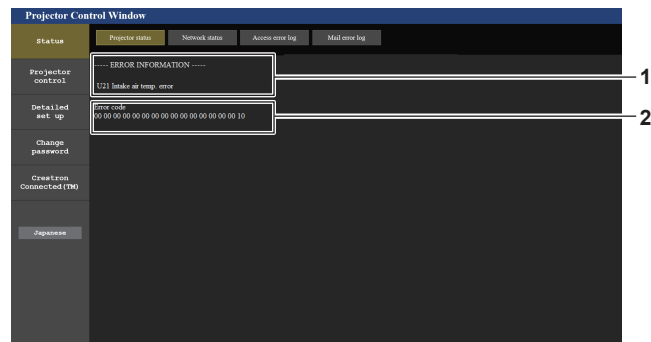 Projector Control Window
Status
Projector status Network status Access error log Mail error log
----- ERROR INFORMATION -----
U21 Intake air temp. error
1
Projector
control
Error code
00 00 00 00 00 00 00 00 00 00 00 00 00 00 00 10
2
Detailed
set up
Change
password
Crestron
Connected(TM)
Japanese